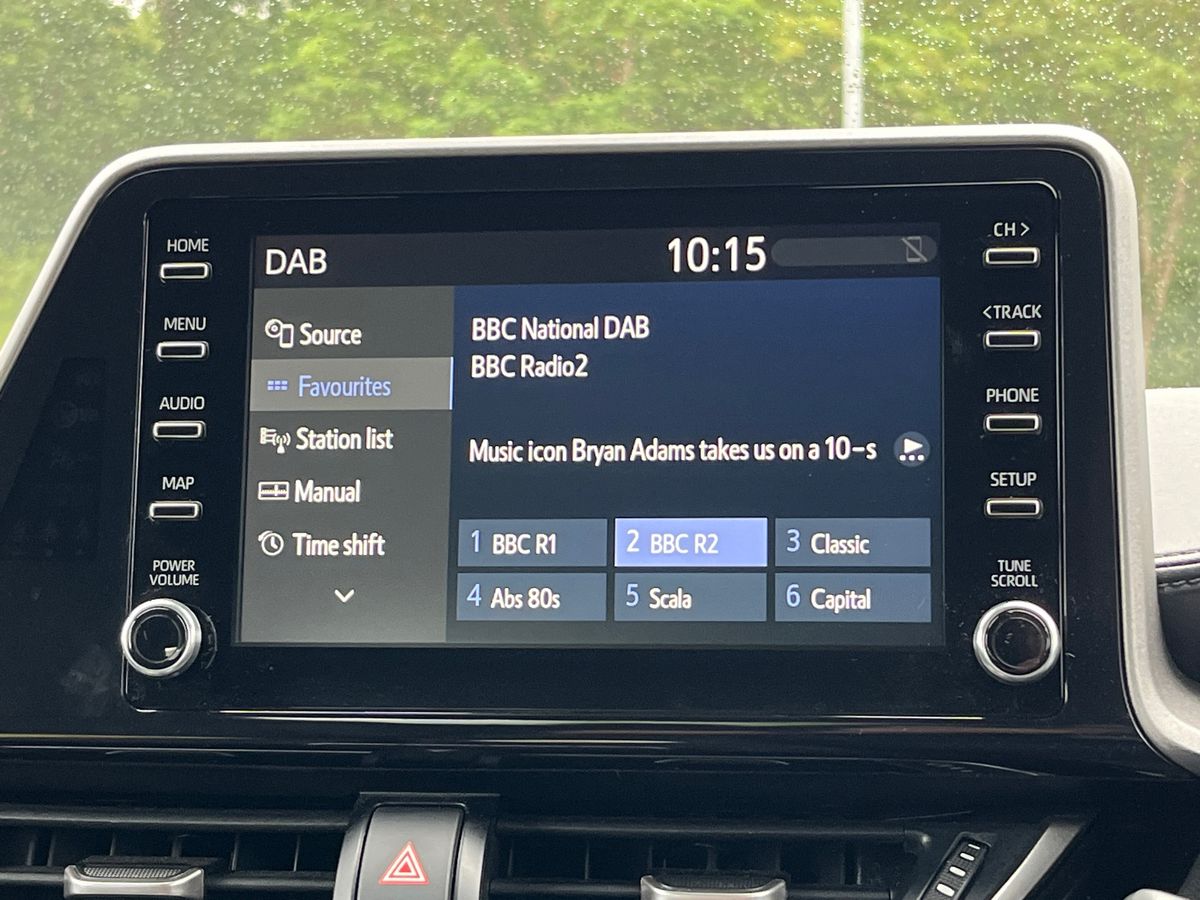 HOME
MENU
AUDIO
MAP
POWER
VOLUME
DAB
10:15
Source
Favourites
Station list
Manual
Time shift
BBC National DAB
BBC Radio2
Music icon Bryan Adams takes us on a 10-s
1 BBC R1
2 BBC R2
3 Classic
4 Abs 80s
5 Scala
6 Capital
CH >
<TRACK
PHONE
SETUP
TUNE
SCROLL